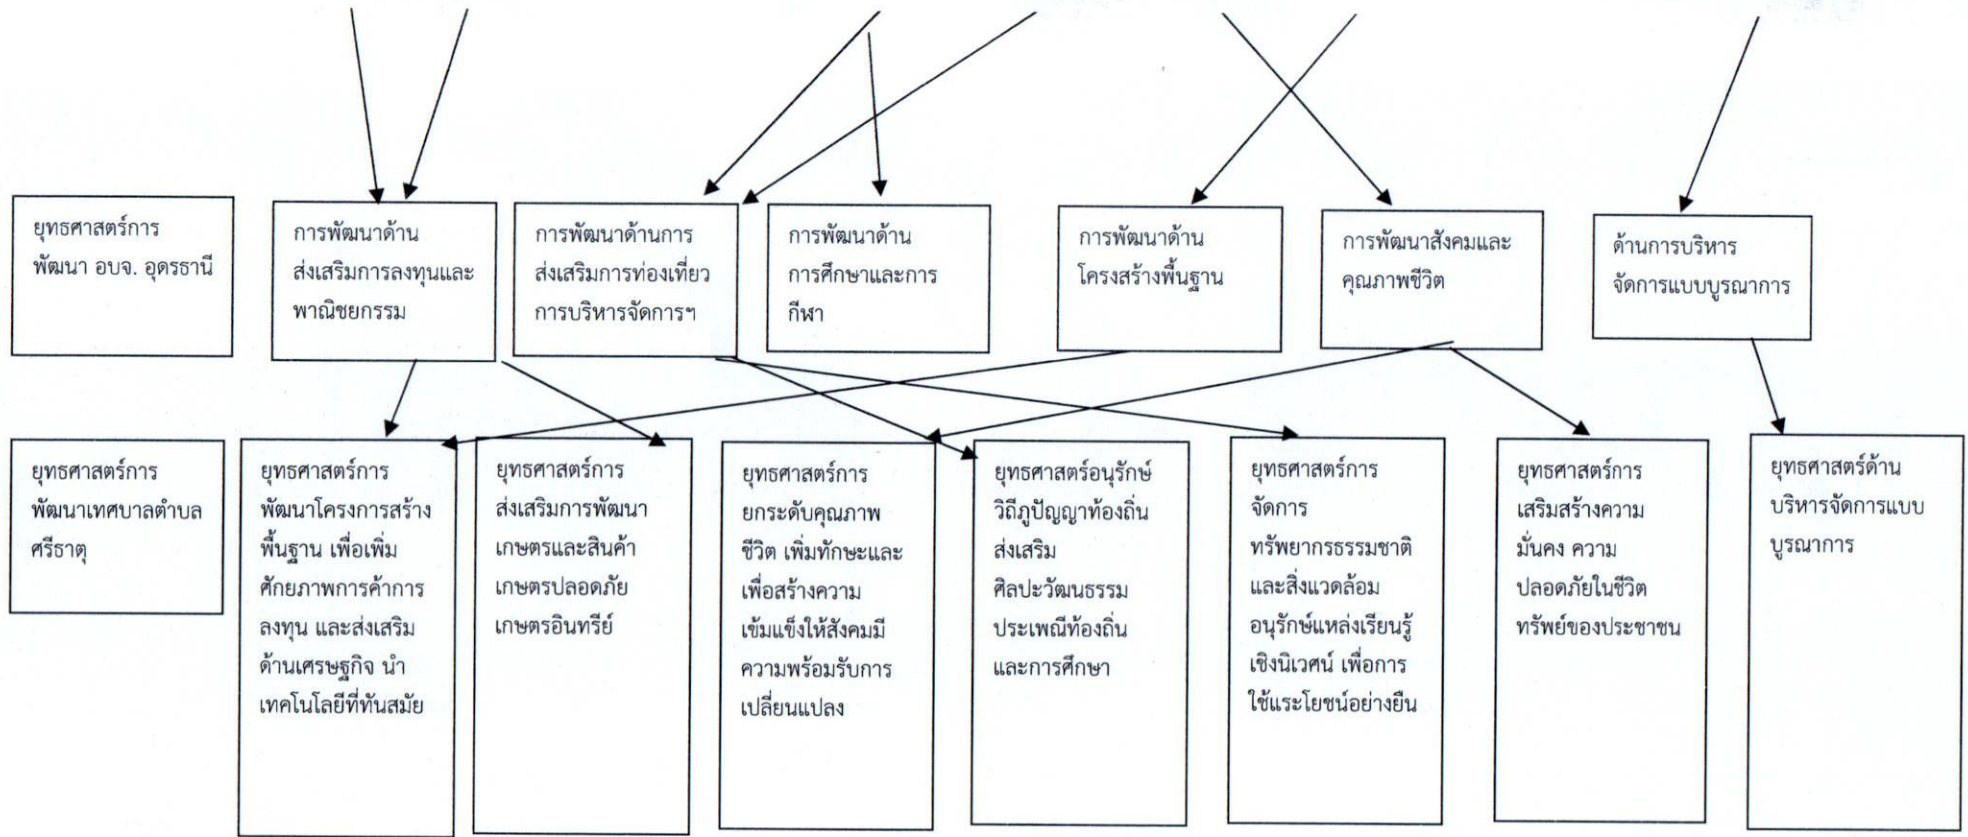 ยุทธศาสตร์การ
พัฒนา อบจ. อุดรธานี
การพัฒนาด้าน
ส่งเสริมการลงทุนและ
พาณิชยกรรม
การพัฒนาด้านการ
ส่งเสริมการท่องเที่ยว
การบริหารจัดการฯ
การพัฒนาด้าน
การศึกษาและการ
กีฬา
การพัฒนาด้าน
โครงสร้างพื้นฐาน
การพัฒนาสังคมและ
คุณภาพชีวิต
ด้านการบริหาร
จัดการแบบบูรณาการ
ยุทธศาสตร์การ
พัฒนาเทศบาลตำบล
ศรีธาตุ
ยุทธศาสตร์การ
พัฒนาโครงการสร้าง
พื้นฐาน เพื่อเพิ่ม
ศักยภาพการค้าการ
ลงทุน และส่งเสริม
ด้านเศรษฐกิจ นำ
เทคโนโลยีที่ทันสมัย
ยุทธศาสตร์การ
ส่งเสริมการพัฒนา
เกษตรและสินค้า
เกษตรปลอดภัย
เกษตรอินทรีย์
ยุทธศาสตร์การ
ยกระดับคุณภาพ
ชีวิต เพิ่มทักษะและ
เพื่อสร้างความ
เข้มแข็งให้สังคมมี
ความพร้อมรับการ
เปลี่ยนแปลง
ยุทธศาสตร์อนุรักษ์
วิถีภูปัญญาท้องถิ่น
ส่งเสริม
ศิลปะวัฒนธรรม
ประเพณีท้องถิ่น
และการศึกษา
ยุทธศาสตร์การ
จัดการ
ทรัพยากรธรรมชาติ
และสิ่งแวดล้อม
อนุรักษ์แหล่งเรียนรู้
เชิงนิเวศน์ เพื่อการ
ใช้แระโยชน์อย่างยืน
ยุทธศาสตร์การ
เสริมสร้างความ
มั่นคง ความ
ปลอดภัยในชีวิต
ทรัพย์ของประชาชน
ยุทธศาสตร์ด้าน
บริหารจัดการแบบ
บูรณาการ